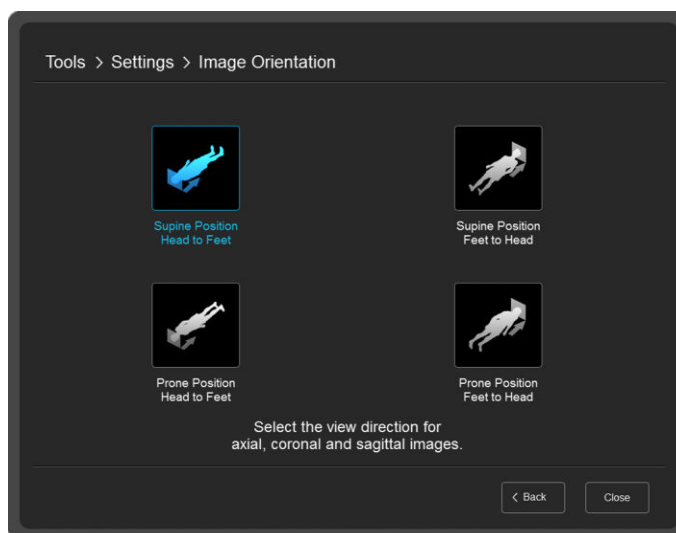 Tools > Settings > Image Orientation
Supine Position
Head to Feet
Supine Position
Feet to Head
Prone Position
Head to Feet
Prone Position
Feet to Head
Select the view direction for
axial, coronal and sagittal images.
< Back
Close